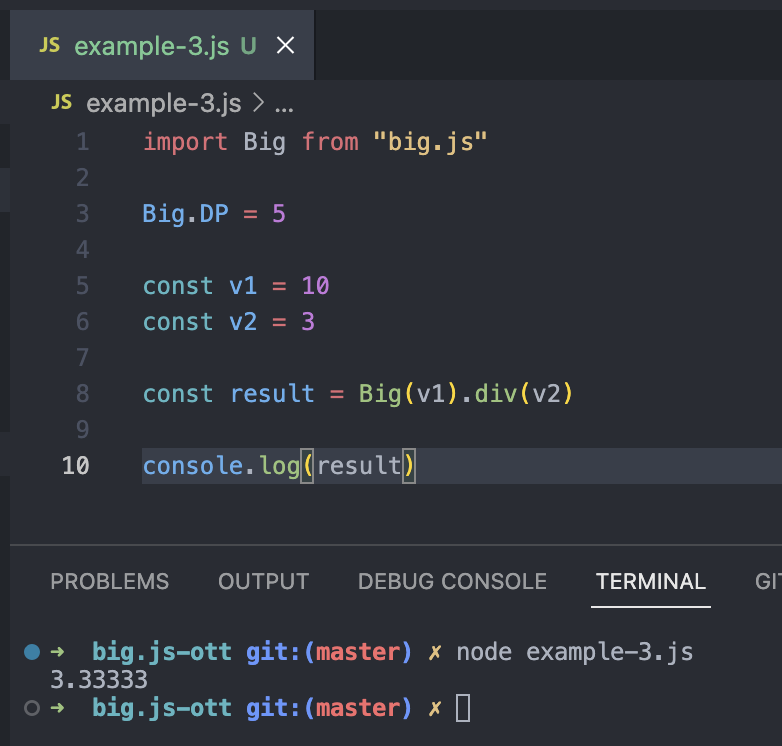 JS example-3.js U ×
JS example-3.js > ...
1 import Big from "big.js"
2
3 Big.DP = 5
4
5 const v1 = 10
6 const v2 = 3
7
8 const result = Big(v1).div(v2)
9
10 console.log(result)
PROBLEMS OUTPUT DEBUG CONSOLE TERMINAL GIT
➜ big.js-ott git:(master) ✗ node example-3.js
3.33333
➜ big.js-ott git:(master) ✗